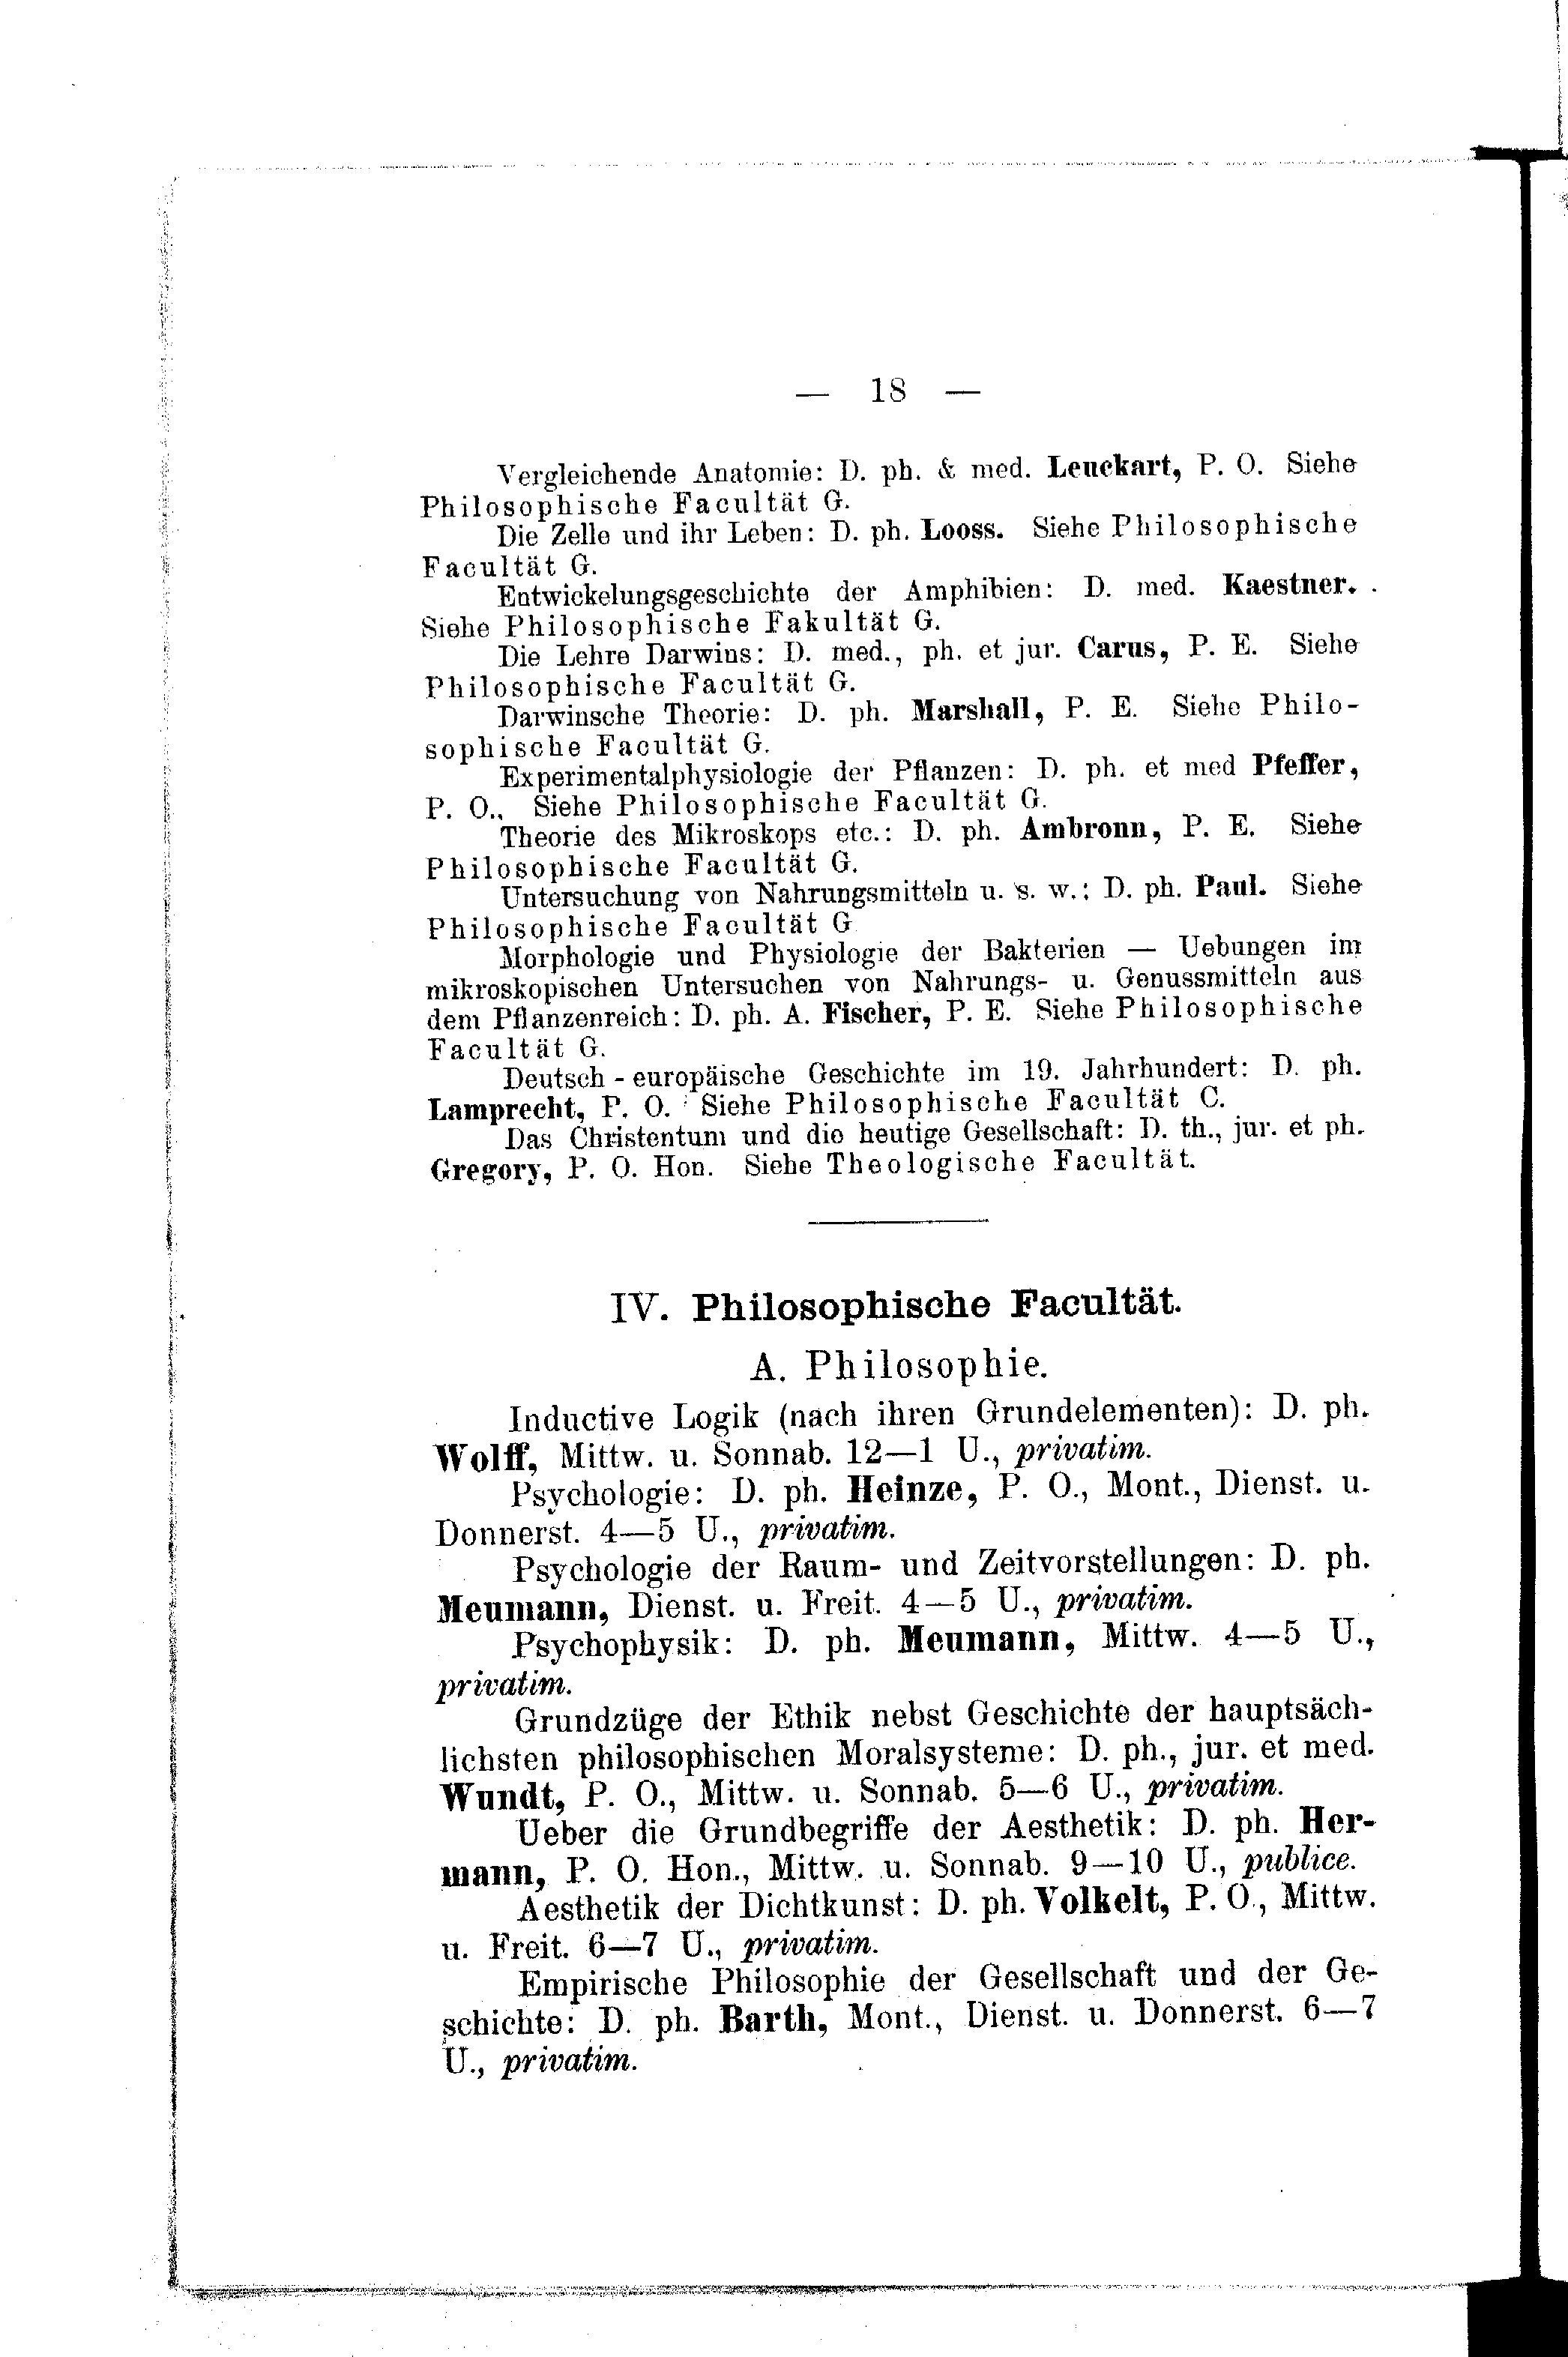 — 18 —
Vergleichende Anatomie: D. ph. & med. Leuckart, P. O. Siehe
Philosophische Facultät G.
Die Zelle und ihr Leben: D. ph. Looss. Siehe Philosophische
Facultät G.
Entwickelungsgeschichte der Amphibien: D. med. Kaestner.
Siehe Philosophische Fakultät G.
Die Lehre Darwins: D. med., ph. et jur. Carus, P. E. Siehe
Philosophische Facultät G.
Darwinsche Theorie: D. ph. Marshall, P. E. Siehe Philo-
sophische Facultät G.
Experimentalphysiologie der Pflanzen: D. ph. et med Pfeffer,
P. O., Siehe Philosophische Facultät G.
Theorie des Mikroskops etc.: D. ph. Ambronn, P. E. Siehe
Philosophische Facultät G.
Untersuchung von Nahrungsmitteln u. s. w.: D. ph. Paul. Siehe
Philosophische Facultät G
Morphologie und Physiologie der Bakterien — Uebungen im
mikroskopischen Untersuchen von Nahrungs- u. Genussmitteln aus
dem Pflanzenreich: D. ph. A. Fischer, P. E. Siehe Philosophische
Facultät G.
Deutsch-europäische Geschichte im 19. Jahrhundert: D. ph.
Lamprecht, P. O. Siehe Philosophische Facultät C.
Das Christentum und die heutige Gesellschaft: D. th., jur. et ph.
Gregory, P. O. Hon. Siehe Theologische Facultät.
IV. Philosophische Facultät.
A. Philosophie.
Inductive Logik (nach ihren Grundelementen): D. ph.
Wolff, Mittw. u. Sonnab. 12—1 U., privatim.
Psychologie: D. ph. Heinze, P. O., Mont., Dienst. u.
Donnerst. 4—5 U., privatim.
Psychologie der Raum- und Zeitvorstellungen: D. ph.
Meumann, Dienst. u. Freit. 4—5 U., privatim.
Psychophysik: D. ph. Meumann, Mittw. 4—5 U.,
privatim.
Grundzüge der Ethik nebst Geschichte der hauptsäch-
lichsten philosophischen Moralsysteme: D. ph., jur. et med.
Wundt, P. O., Mittw. u. Sonnab. 5—6 U., privatim.
Ueber die Grundbegriffe der Aesthetik: D. ph. Her-
mann, P. O. Hon., Mittw. u. Sonnab. 9—10 U., publice.
Aesthetik der Dichtkunst: D. ph. Volkelt, P. O., Mittw.
u. Freit. 6—7 U., privatim.
Empirische Philosophie der Gesellschaft und der Ge-
schichte: D. ph. Barth, Mont., Dienst. u. Donnerst. 6—7
U., privatim.